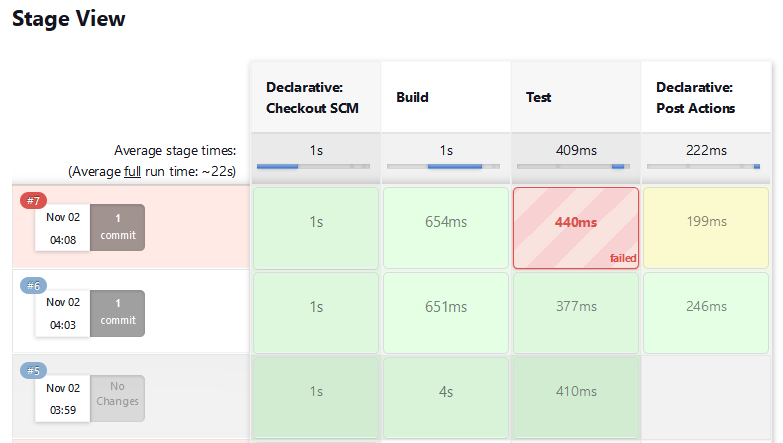 Stage View
Declarative:
Checkout SCM
Build
Test
Declarative:
Post Actions
Average stage times:
(Average full run time: ~22s)
1s
1s
409ms
222ms
#7
Nov 02
04:08
1
commit
1s
654ms
440ms
failed
199ms
#6
Nov 02
04:03
1
commit
1s
651ms
377ms
246ms
#5
Nov 02
03:59
No
Changes
1s
4s
410ms